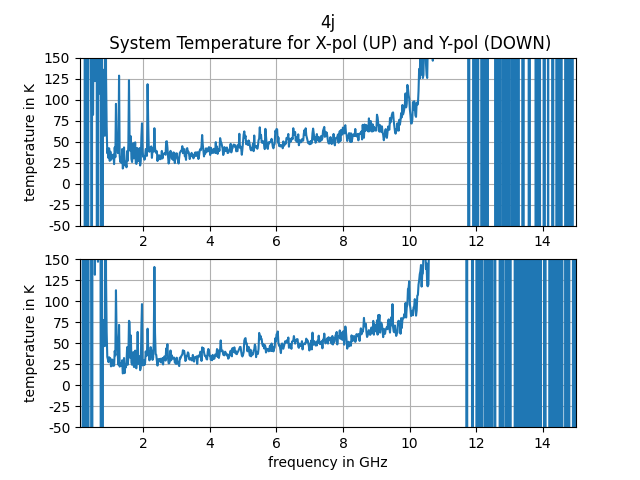 4j
System Temperature for X-pol (UP) and Y-pol (DOWN)
150
125
100
75
50
25
0
-25
-50
temperature in K
2 4 6 8 10 12 14
150
125
100
75
50
25
0
-25
-50
temperature in K
2 4 6 8 10 12 14
frequency in GHz